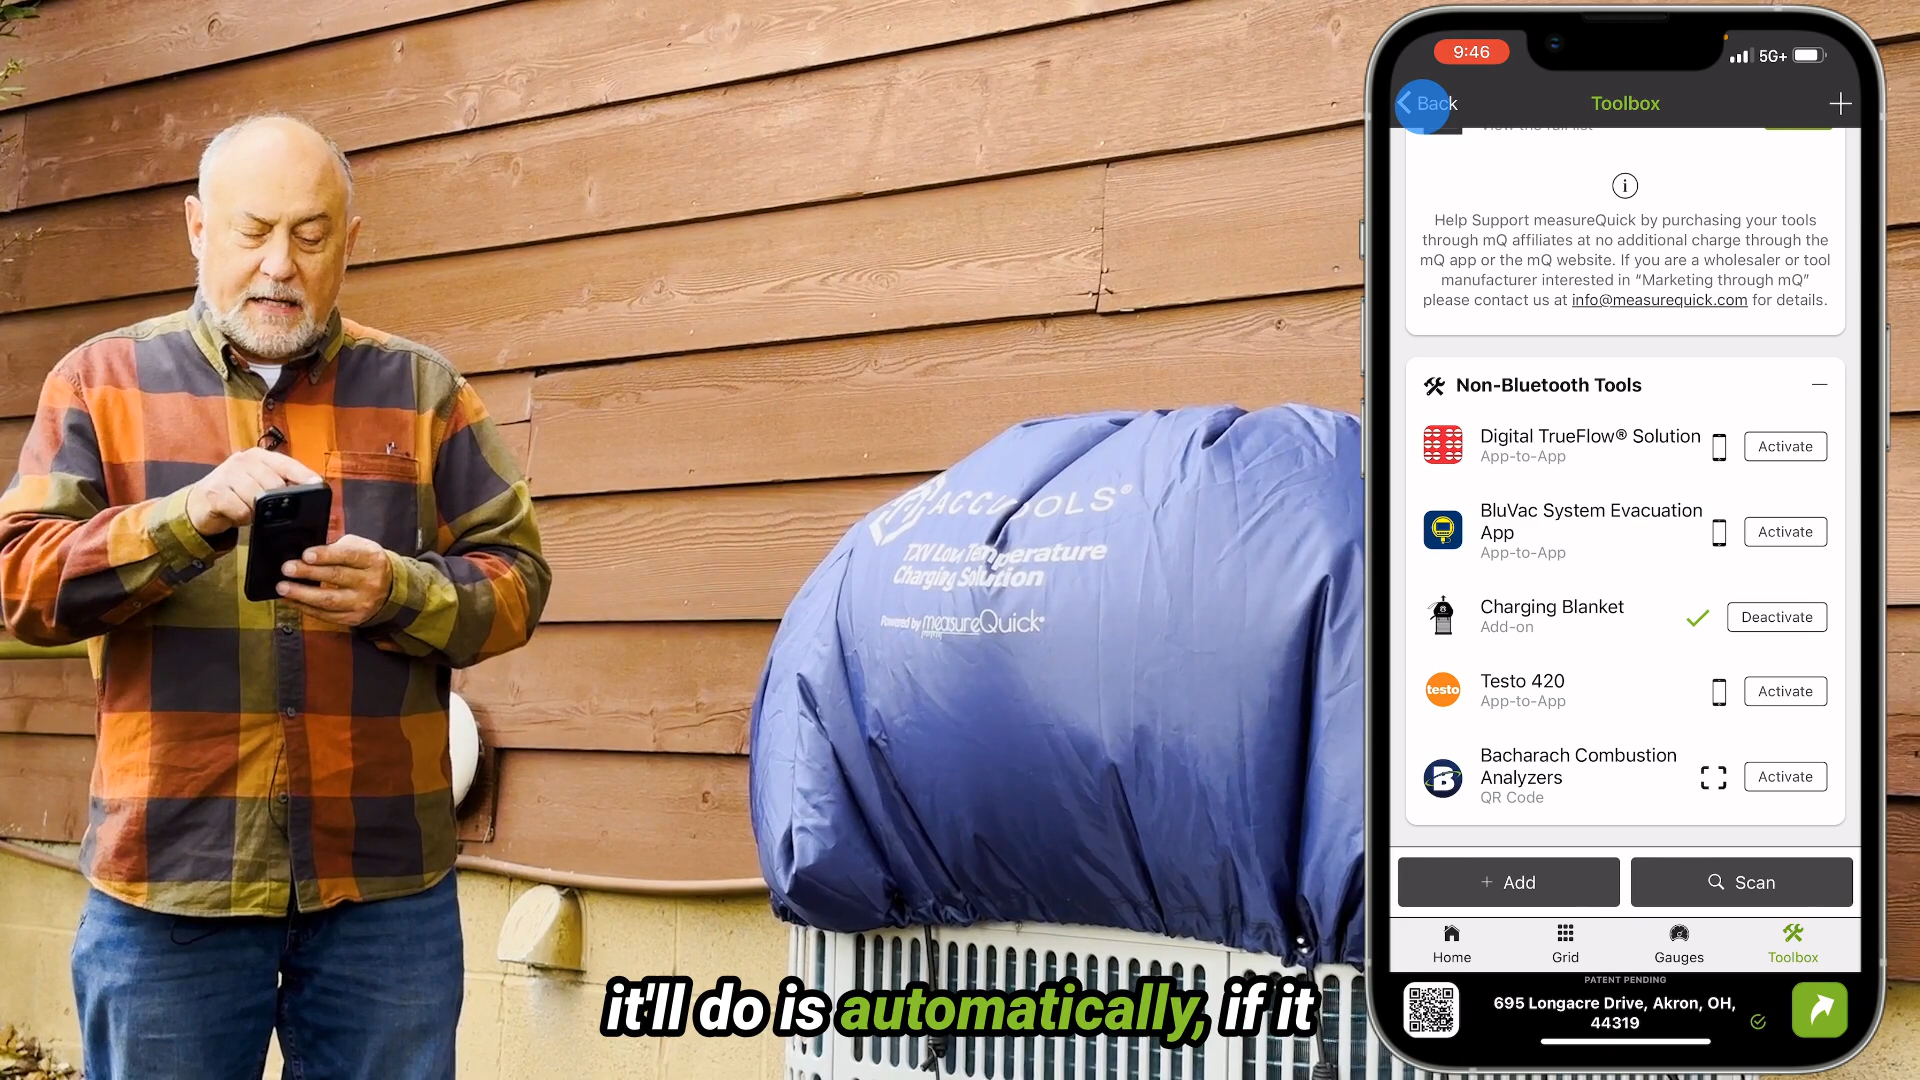 ACCUTOOLS®
TXV Low Temperature
Charging Solution
Powered by measureQuick®
it'll do is automatically, if it
9:46
5G+
Back
Toolbox
Help Support measureQuick by purchasing your tools
through mQ affiliates at no additional charge through the
mQ app or the mQ website. If you are a wholesaler or tool
manufacturer interested in “Marketing through mQ”
please contact us at info@measurequick.com for details.
Non-Bluetooth Tools
Digital TrueFlow® Solution
App-to-App
Activate
BluVac System Evacuation
App
App-to-App
Activate
Charging Blanket
Add-on
Deactivate
testo
Testo 420
App-to-App
Activate
B
Bacharach Combustion
Analyzers
QR Code
Activate
+ Add
Scan
Home
Grid
Gauges
Toolbox
PATENT PENDING
695 Longacre Drive, Akron, OH,
44319